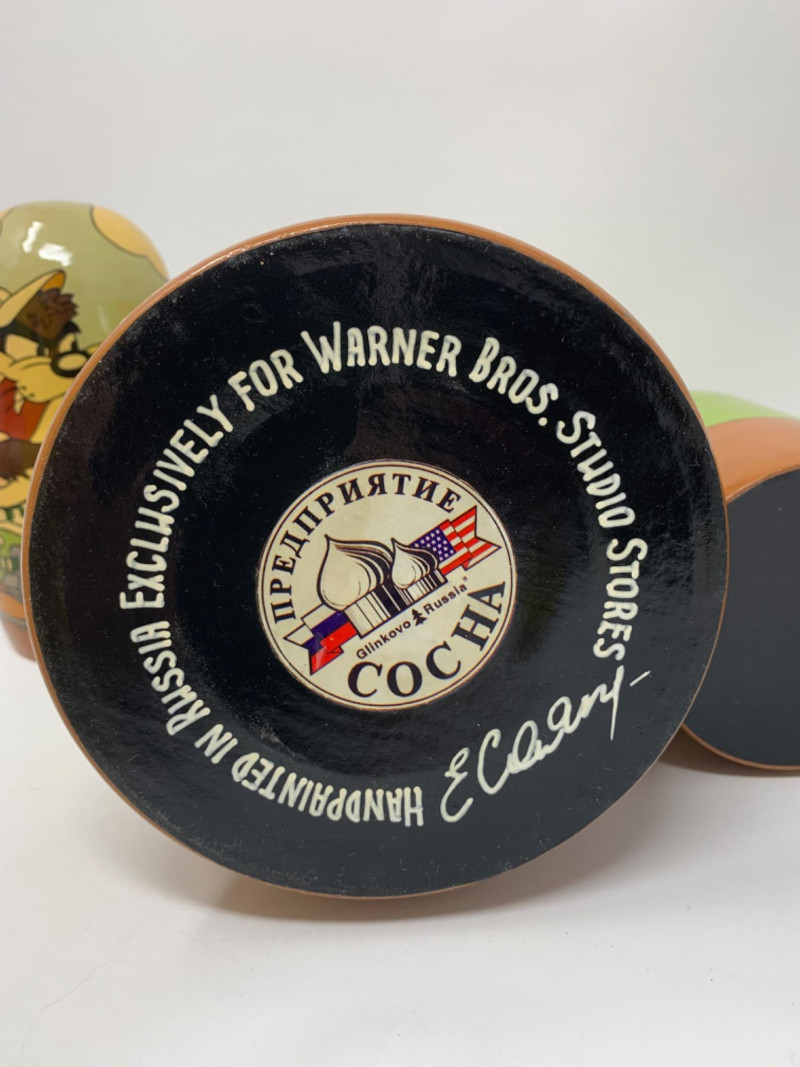 HANDPAINTED IN RUSSIA EXCLUSIVELY FOR WARNER BROS. STUDIO STORES
ПРЕДПРИЯТИЕ
Glinkovo Russia
СОСНА